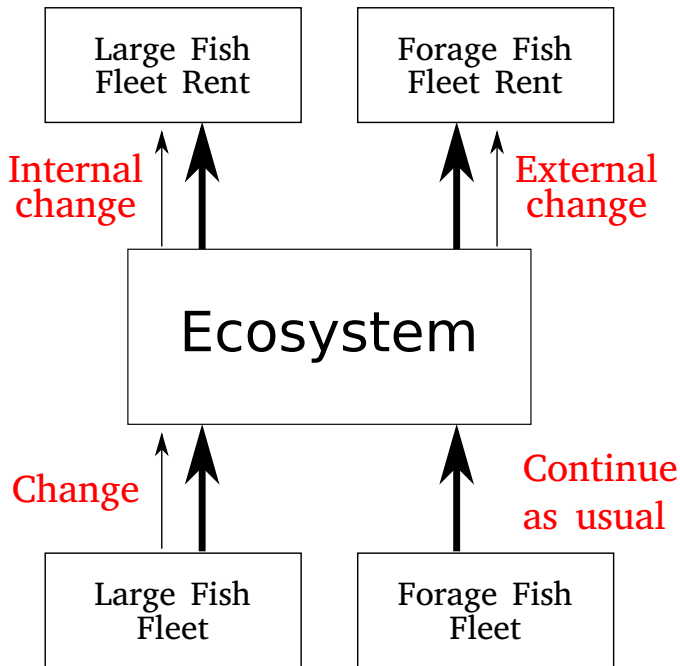 Large Fish
Fleet Rent
Forage Fish
Fleet Rent
Internal
change
External
change
Ecosystem
Change
Continue
as usual
Large Fish
Fleet
Forage Fish
Fleet